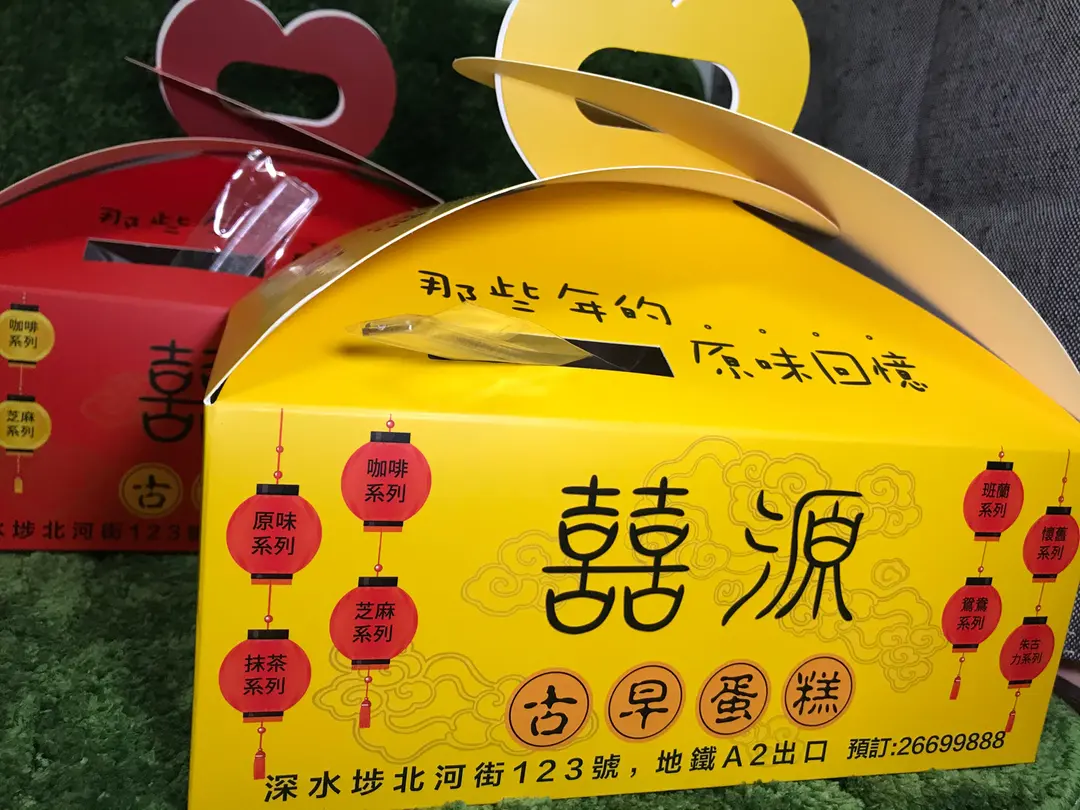 那些年的....
原味回憶
咖啡
系列
原味
系列
芝麻
系列
抹茶
系列
囍源
班蘭
系列
懷舊
系列
鴛鴦
系列
朱古
力系列
古早蛋糕
深水埗北河街123號，地鐵A2出口 預訂:26699888
那些
咖啡
系列
芝麻
系列
囍
古
水埗北河街123號